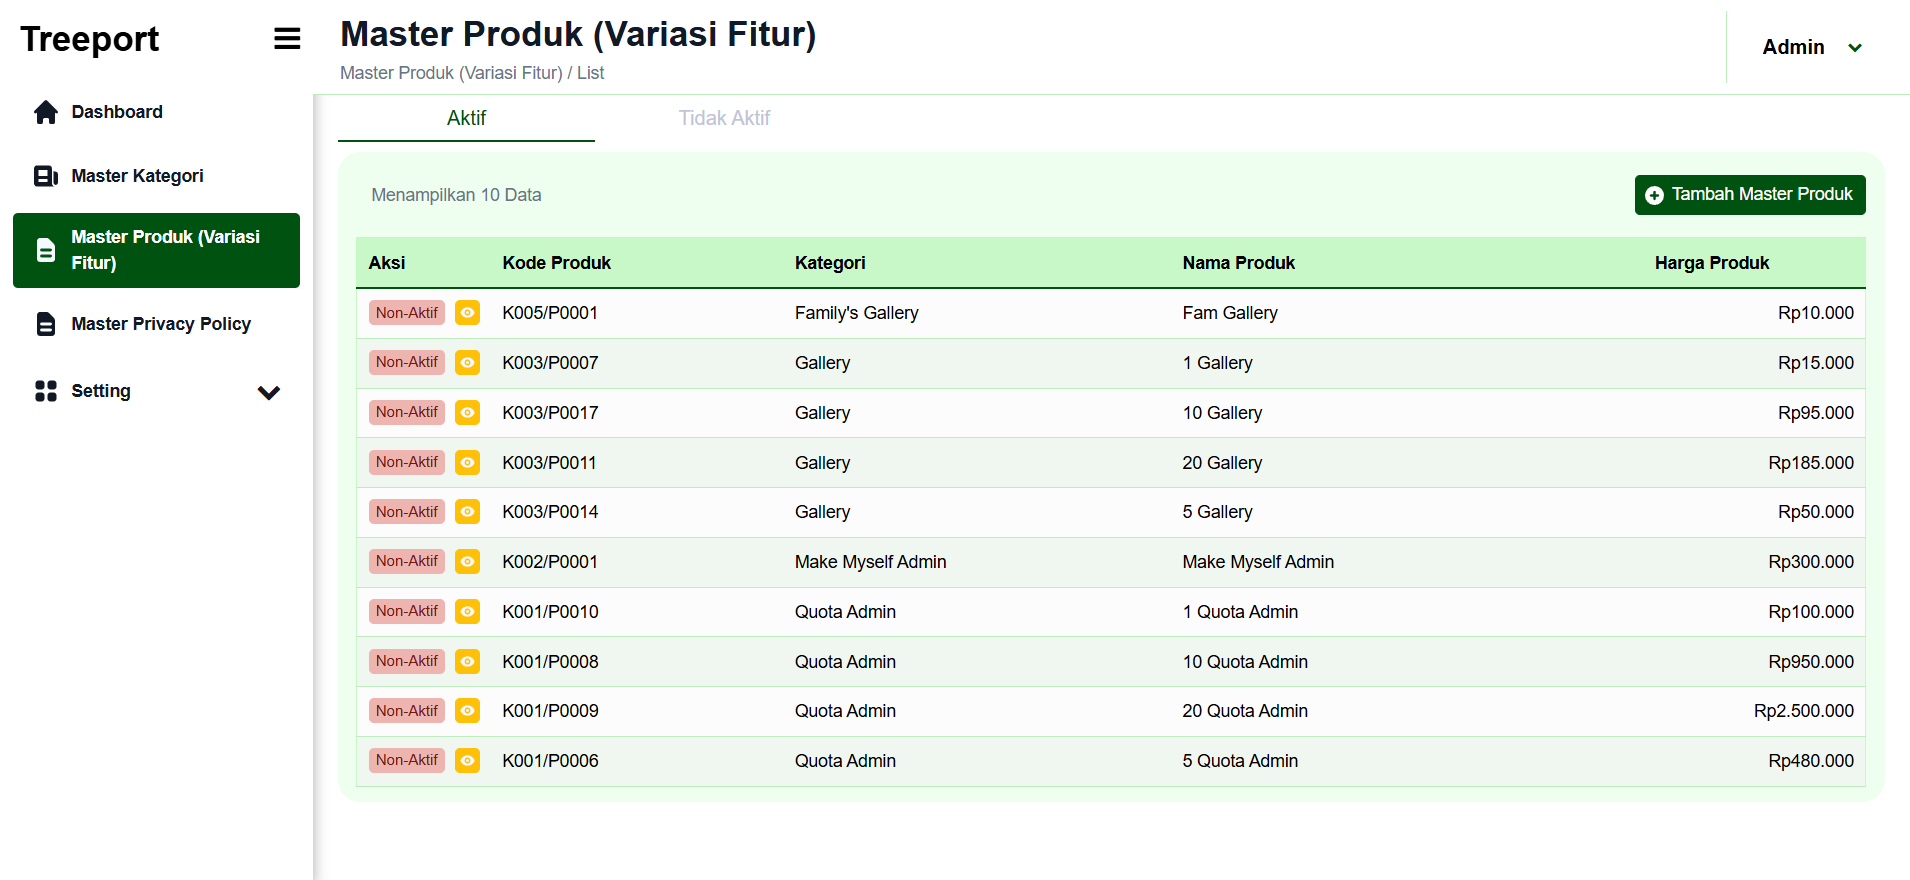 Treeport
Master Produk (Variasi Fitur)
Master Produk (Variasi Fitur) / List
Admin
Dashboard
Master Kategori
Master Produk (Variasi
Fitur)
Master Privacy Policy
Setting
Aktif
Tidak Aktif
Menampilkan 10 Data
Tambah Master Produk
Aksi Kode Produk Kategori Nama Produk Harga Produk
Non-Aktif K005/P0001 Family's Gallery Fam Gallery Rp10.000
Non-Aktif K003/P0007 Gallery 1 Gallery Rp15.000
Non-Aktif K003/P0017 Gallery 10 Gallery Rp95.000
Non-Aktif K003/P0011 Gallery 20 Gallery Rp185.000
Non-Aktif K003/P0014 Gallery 5 Gallery Rp50.000
Non-Aktif K002/P0001 Make Myself Admin Make Myself Admin Rp300.000
Non-Aktif K001/P0010 Quota Admin 1 Quota Admin Rp100.000
Non-Aktif K001/P0008 Quota Admin 10 Quota Admin Rp950.000
Non-Aktif K001/P0009 Quota Admin 20 Quota Admin Rp2.500.000
Non-Aktif K001/P0006 Quota Admin 5 Quota Admin Rp480.000